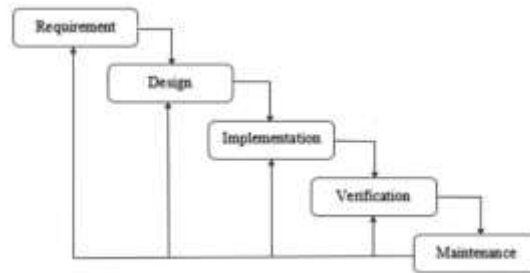 Requirement
Design
Implementation
Verification
Maintenance